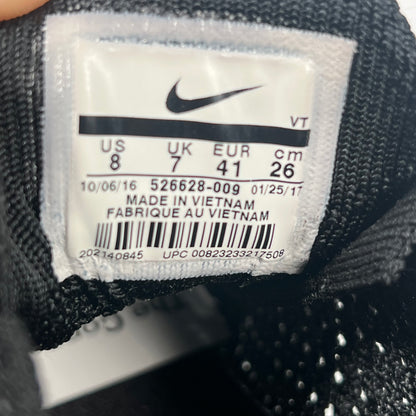 VT
US UK EUR cm
8 7 41 26
10/06/16 526628-009 01/25/17
MADE IN VIETNAM
FABRIQUE AU VIETNAM
202140845 UPC 00823233217508